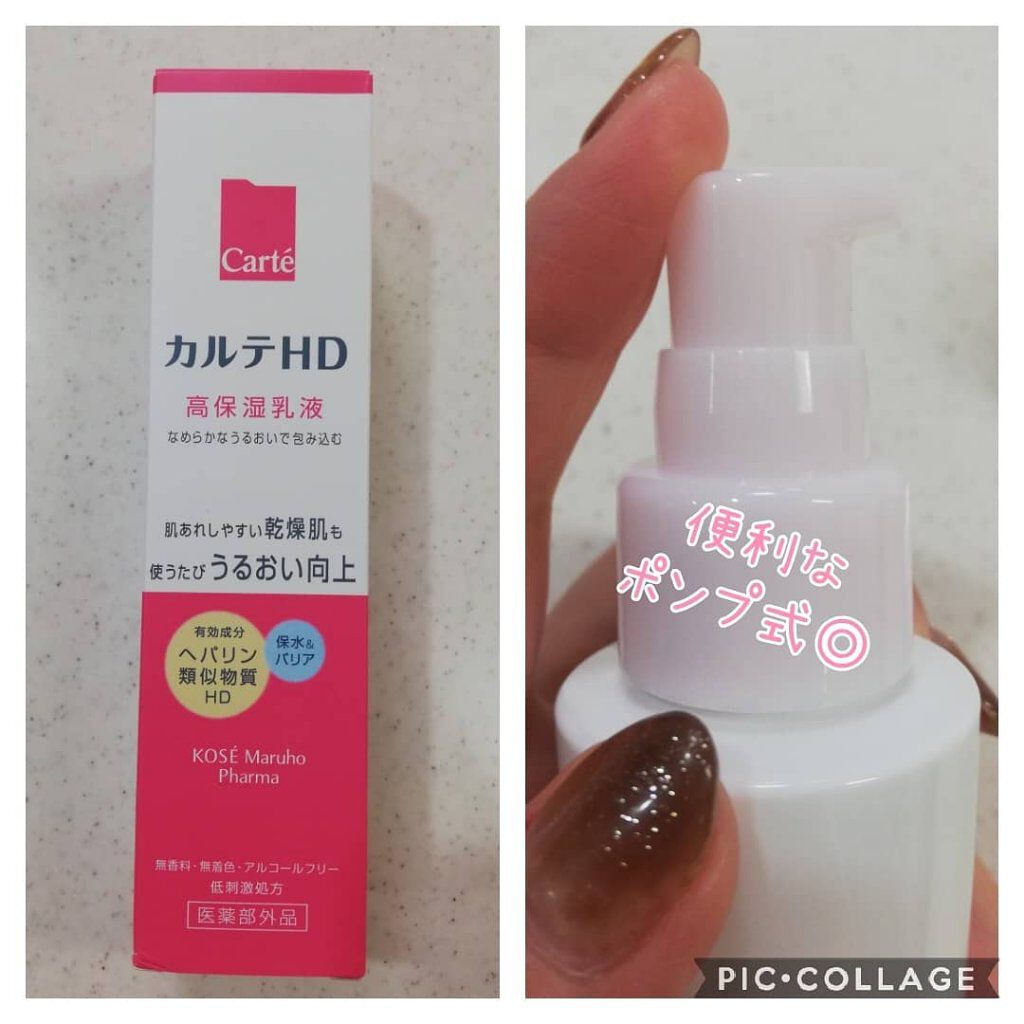 Carté
カルテHD
高保湿乳液
なめらかなうるおいで包み込む
肌あれしやすい乾燥肌も
使うたびうるおい向上
有効成分
ヘパリン
類似物質
HD
保水&
バリア
KOSÉ Maruho
Pharma
無香料・無着色・アルコールフリー
低刺激処方
医薬部外品
便利な
ポンプ式◎
PIC•COLLAGE